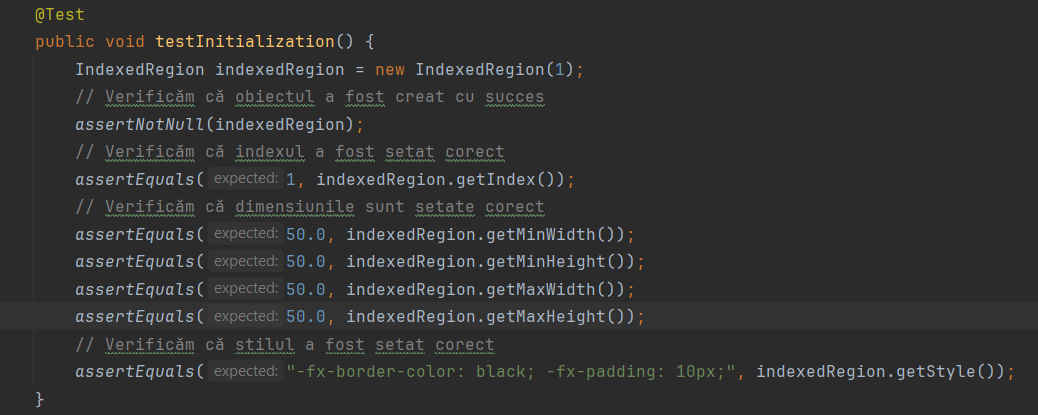 @Test
public void testInitialization() {
IndexedRegion indexedRegion = new IndexedRegion(1);
// Verificăm că obiectul a fost creat cu succes
assertNotNull(indexedRegion);
// Verificăm că indexul a fost setat corect
assertEquals( expected: 1, indexedRegion.getIndex());
// Verificăm că dimensiunile sunt setate corect
assertEquals( expected: 50.0, indexedRegion.getMinWidth());
assertEquals( expected: 50.0, indexedRegion.getMinHeight());
assertEquals( expected: 50.0, indexedRegion.getMaxWidth());
assertEquals( expected: 50.0, indexedRegion.getMaxHeight());
// Verificăm că stilul a fost setat corect
assertEquals( expected: "-fx-border-color: black; -fx-padding: 10px;", indexedRegion.getStyle());
}